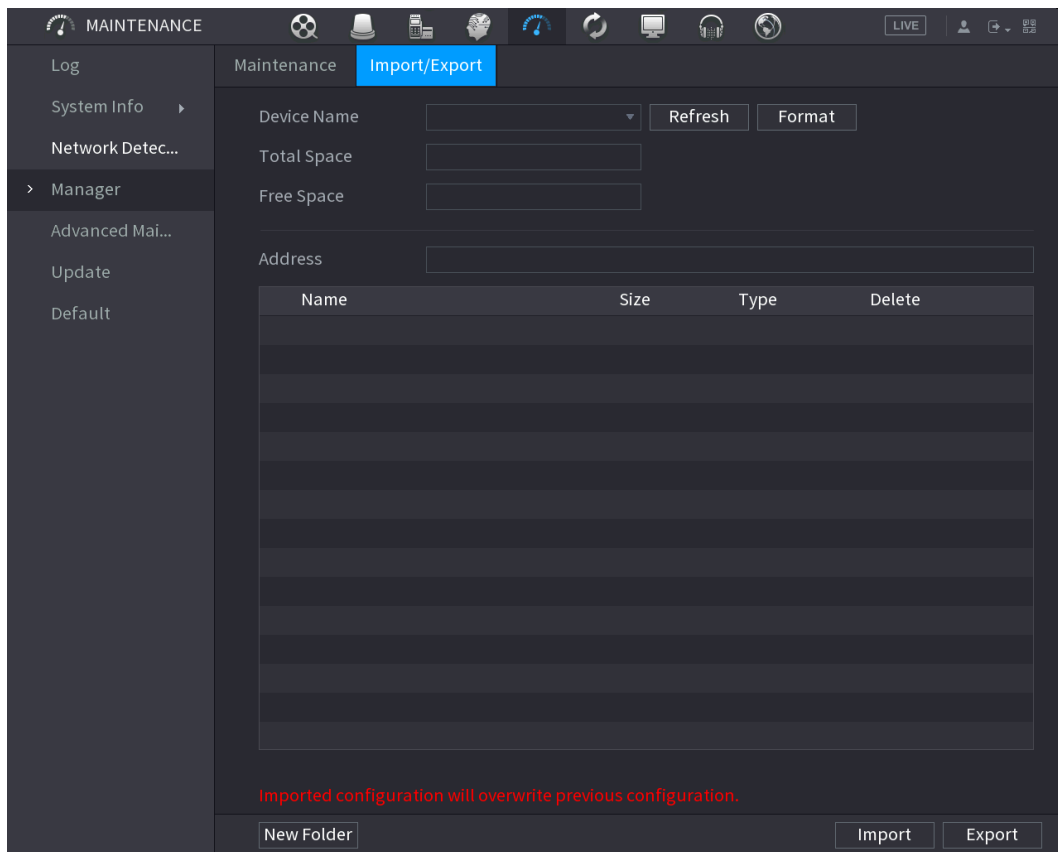 MAINTENANCE
LIVE
Log
System Info
Network Detec...
Manager
Advanced Mai...
Update
Default
Maintenance Import/Export
Device Name Refresh Format
Total Space
Free Space
Address
Name Size Type Delete
Imported configuration will overwrite previous configuration.
New Folder Import Export